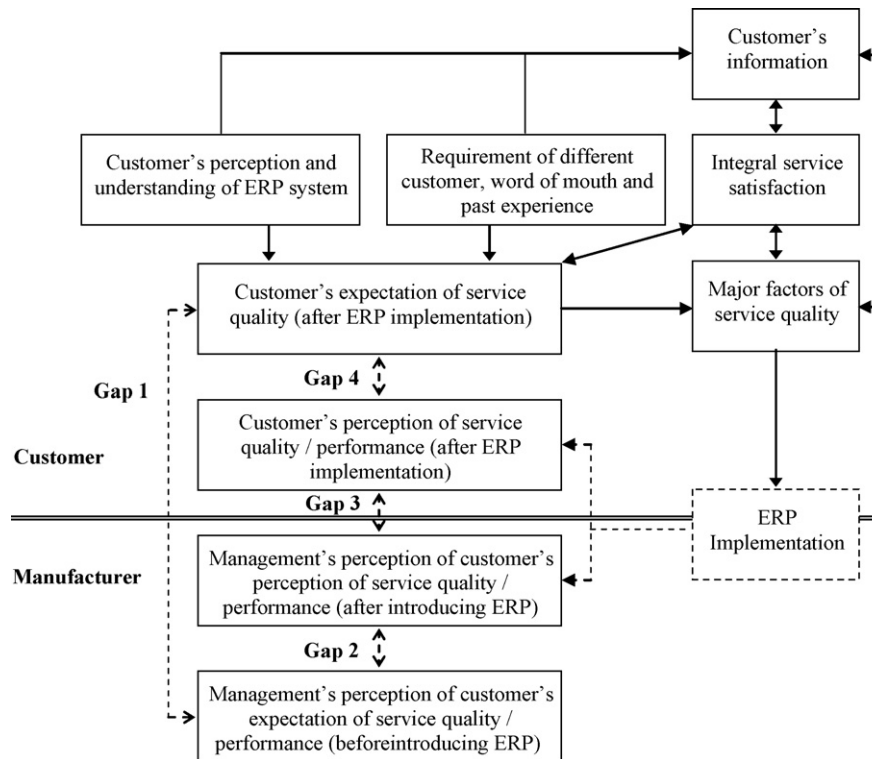 Customer's
information
Customer's perception and
understanding of ERP system
Requirement of different
customer, word of mouth and
past experience
Integral service
satisfaction
Customer's expectation of service
quality (after ERP implementation)
Major factors of
service quality
Gap 4
Gap 1
Customer's perception of service
quality / performance (after ERP
implementation)
Customer
Gap 3
ERP
Implementation
Manufacturer
Management's perception of customer's
perception of service quality /
performance (after introducing ERP)
Gap 2
Management's perception of customer's
expectation of service quality /
performance (beforeintroducing ERP)